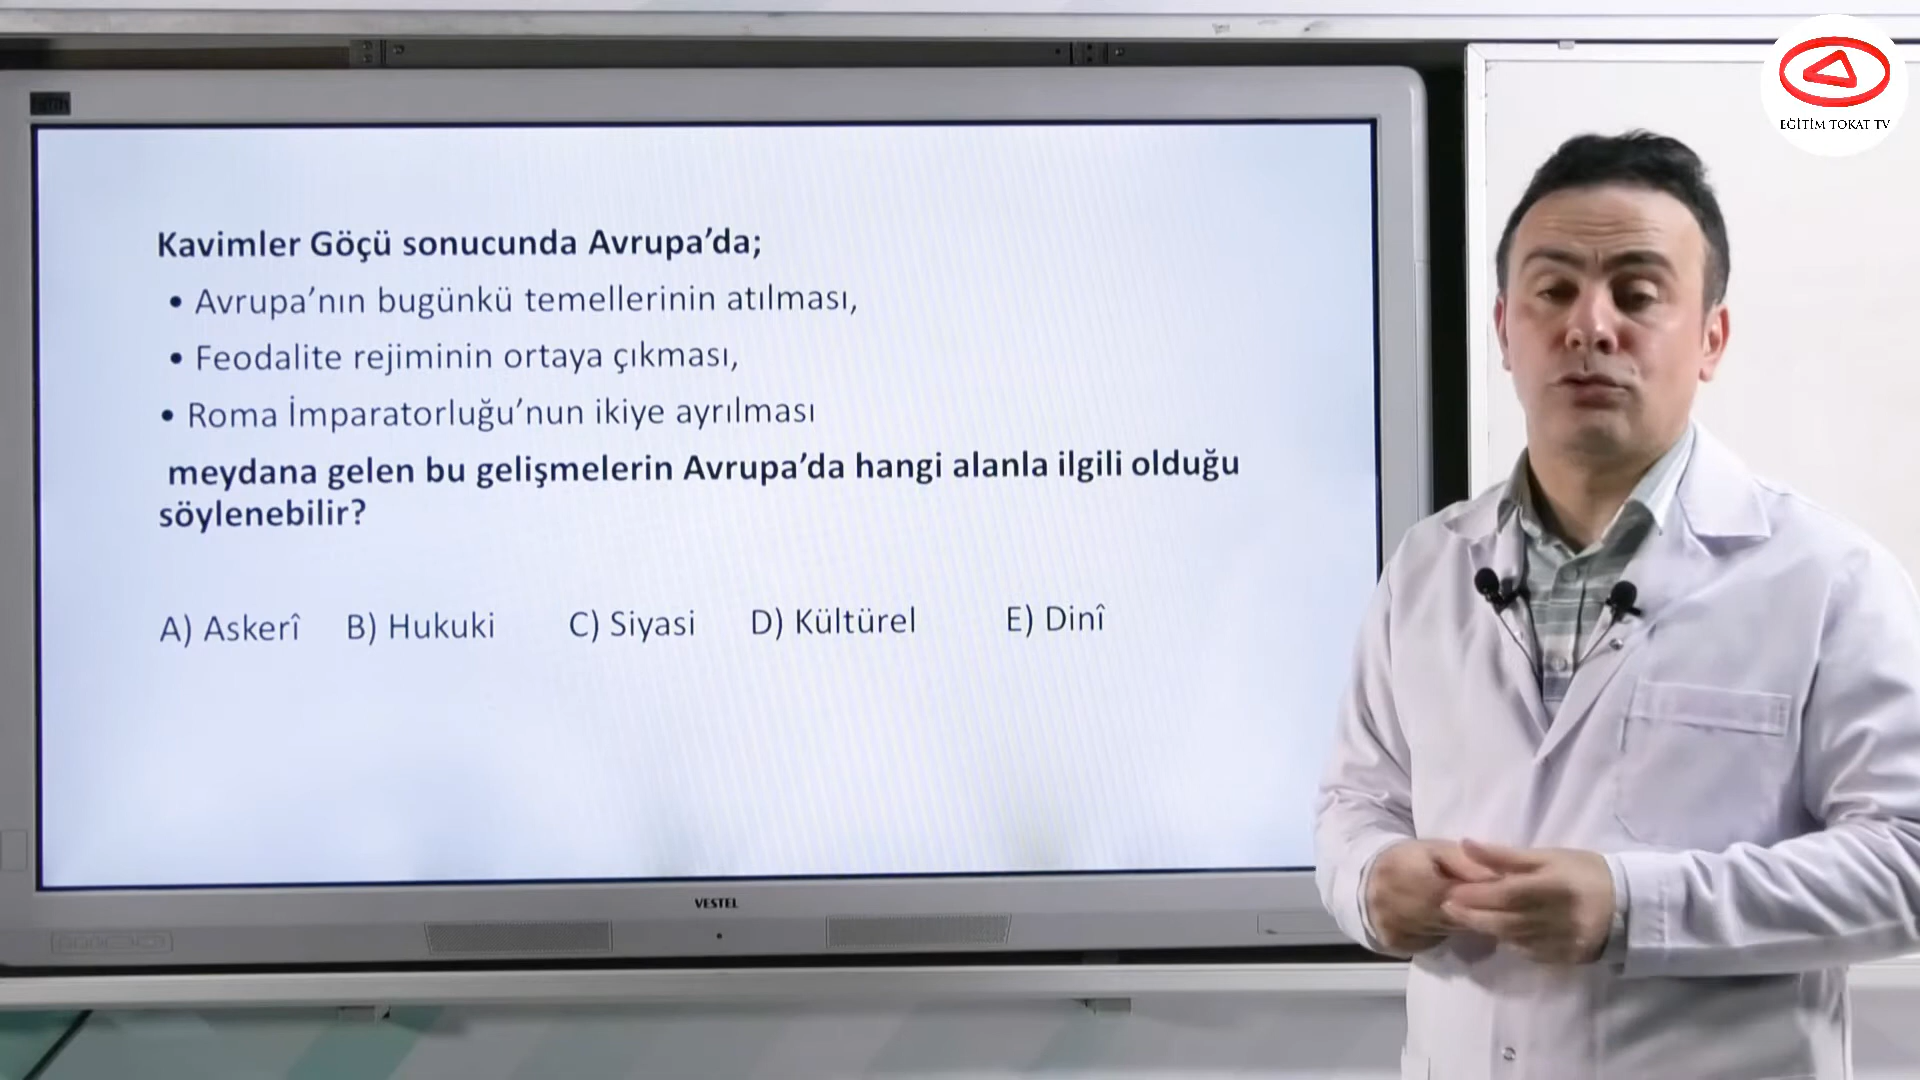 EĞİTİM TOKAT TV
Kavimler Göçü sonucunda Avrupa’da;
• Avrupa’nın bugünkü temellerinin atılması,
• Feodalite rejiminin ortaya çıkması,
• Roma İmparatorluğu’nun ikiye ayrılması
meydana gelen bu gelişmelerin Avrupa’da hangi alanla ilgili olduğu
söylenebilir?
A) Askerî B) Hukuki C) Siyasi D) Kültürel E) Dinî
VESTEL